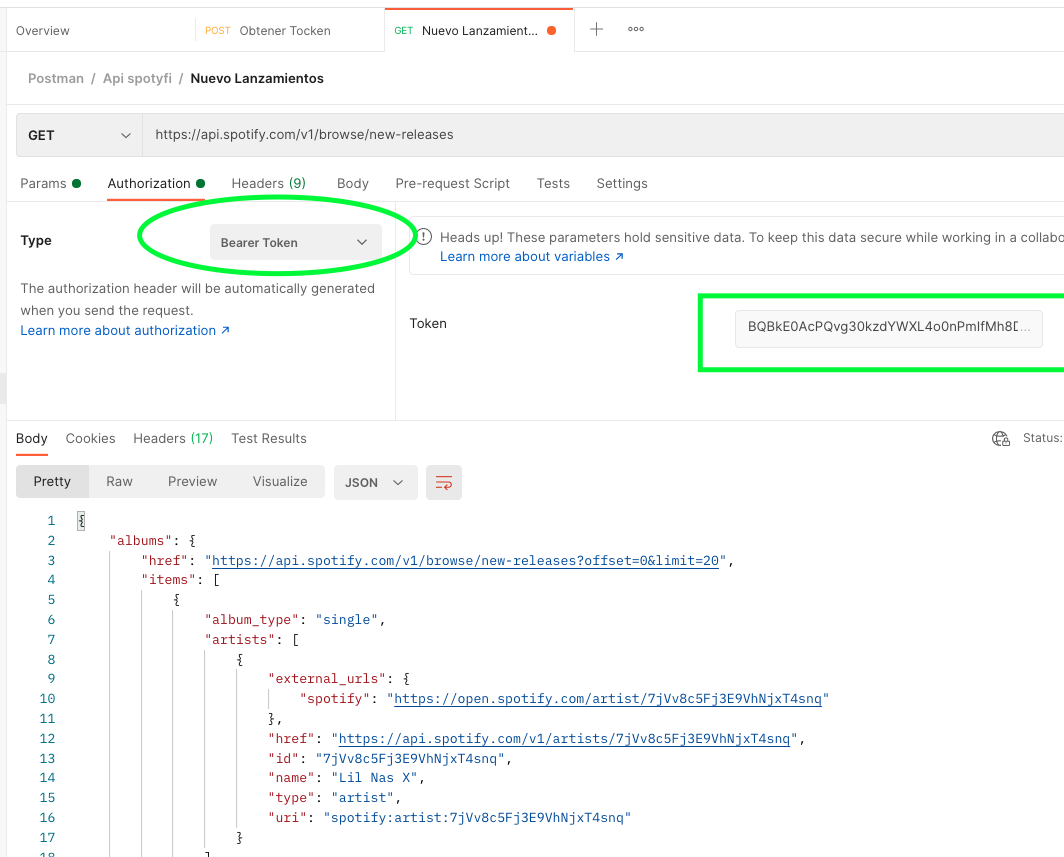 Overview
POST Obtener Tocken
GET Nuevo Lanzamient...
Postman / Api spotyfi / Nuevo Lanzamientos
GET https://api.spotify.com/v1/browse/new-releases
Params Authorization Headers (9) Body Pre-request Script Tests Settings
Type Bearer Token
Heads up! These parameters hold sensitive data. To keep this data secure while working in a collabo
Learn more about variables ↗
The authorization header will be automatically generated
when you send the request.
Learn more about authorization ↗
Token BQBkE0AcPQvg30kzdYWXL4o0nPmIfMh8D...
Body Cookies Headers (17) Test Results Status:
Pretty Raw Preview Visualize JSON
1 {
2 "albums": {
3 "href": "https://api.spotify.com/v1/browse/new-releases?offset=0&limit=20",
4 "items": [
5 {
6 "album_type": "single",
7 "artists": [
8 {
9 "external_urls": {
10 "spotify": "https://open.spotify.com/artist/7jVv8c5Fj3E9VhNjxT4snq"
11 },
12 "href": "https://api.spotify.com/v1/artists/7jVv8c5Fj3E9VhNjxT4snq",
13 "id": "7jVv8c5Fj3E9VhNjxT4snq",
14 "name": "Lil Nas X",
15 "type": "artist",
16 "uri": "spotify:artist:7jVv8c5Fj3E9VhNjxT4snq"
17 }
18 ]